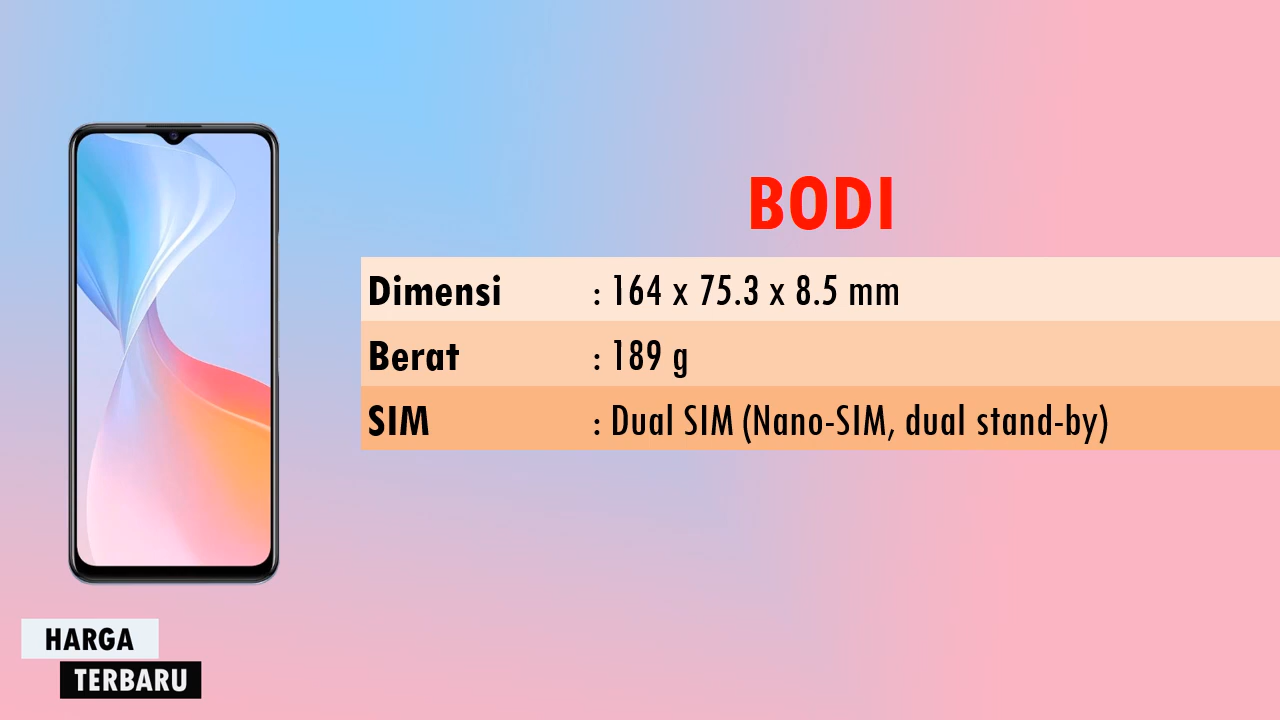 BODI
Dimensi : 164 x 75.3 x 8.5 mm
Berat : 189 g
SIM : Dual SIM (Nano-SIM, dual stand-by)
HARGA
TERBARU